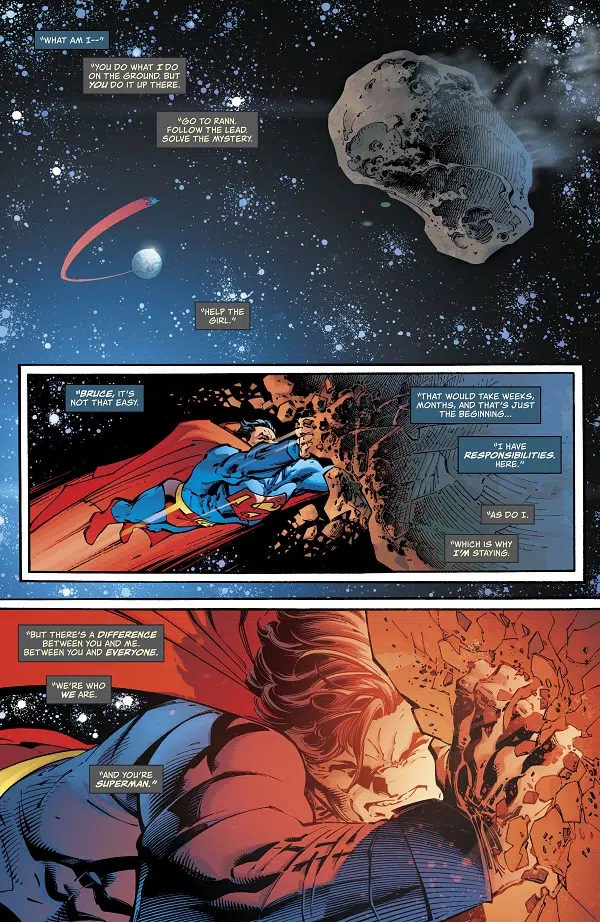 "WHAT AM I--"
"YOU DO WHAT I DO
ON THE GROUND. BUT
YOU DO IT UP THERE.
"GO TO RANN.
FOLLOW THE LEAD.
SOLVE THE MYSTERY.
"HELP THE
GIRL."
"BRUCE, IT'S
NOT THAT EASY.
"THAT WOULD TAKE WEEKS,
MONTHS, AND THAT'S JUST
THE BEGINNING...
"I HAVE
RESPONSIBILITIES.
HERE."
"AS DO I.
"WHICH IS WHY
I'M STAYING.
"BUT THERE'S A DIFFERENCE
BETWEEN YOU AND ME.
BETWEEN YOU AND EVERYONE.
"WE'RE WHO
WE ARE.
"AND YOU'RE
SUPERMAN."